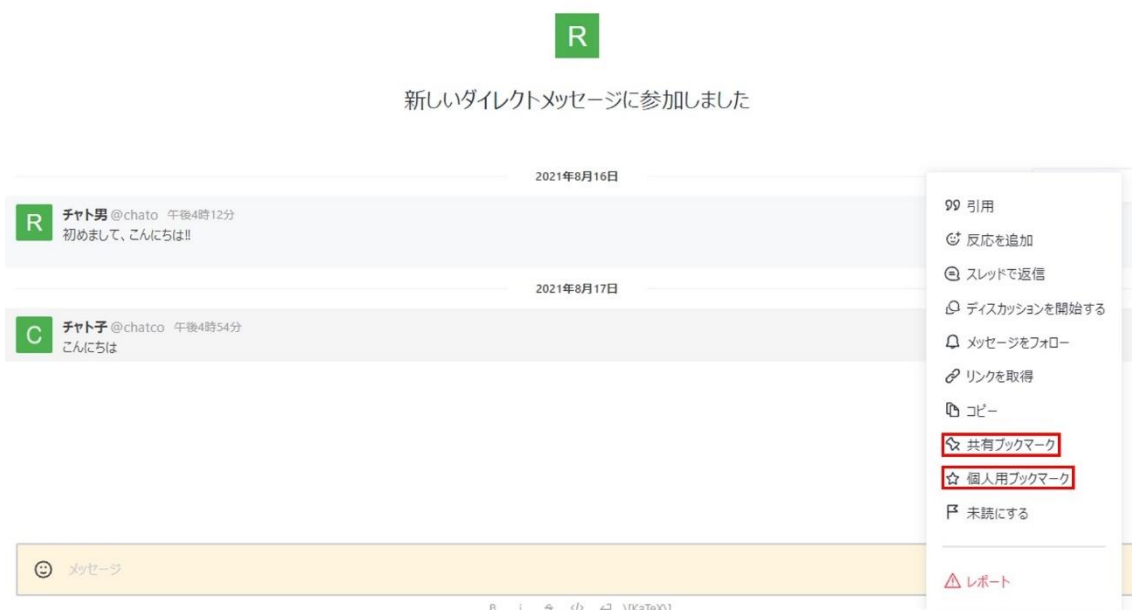 R
新しいダイレクトメッセージに参加しました
2021年8月16日
R
チャト男 @chato 午後4時12分
初めまして、こんにちは!!
2021年8月17日
C
チャト子 @chatco 午後4時54分
こんにちは
引用
反応を追加
スレッドで返信
ディスカッションを開始する
メッセージをフォロー
リンクを取得
コピー
共有ブックマーク
個人用ブックマーク
未読にする
レポート
メッセージ
B i S </> \[KaTeX\]